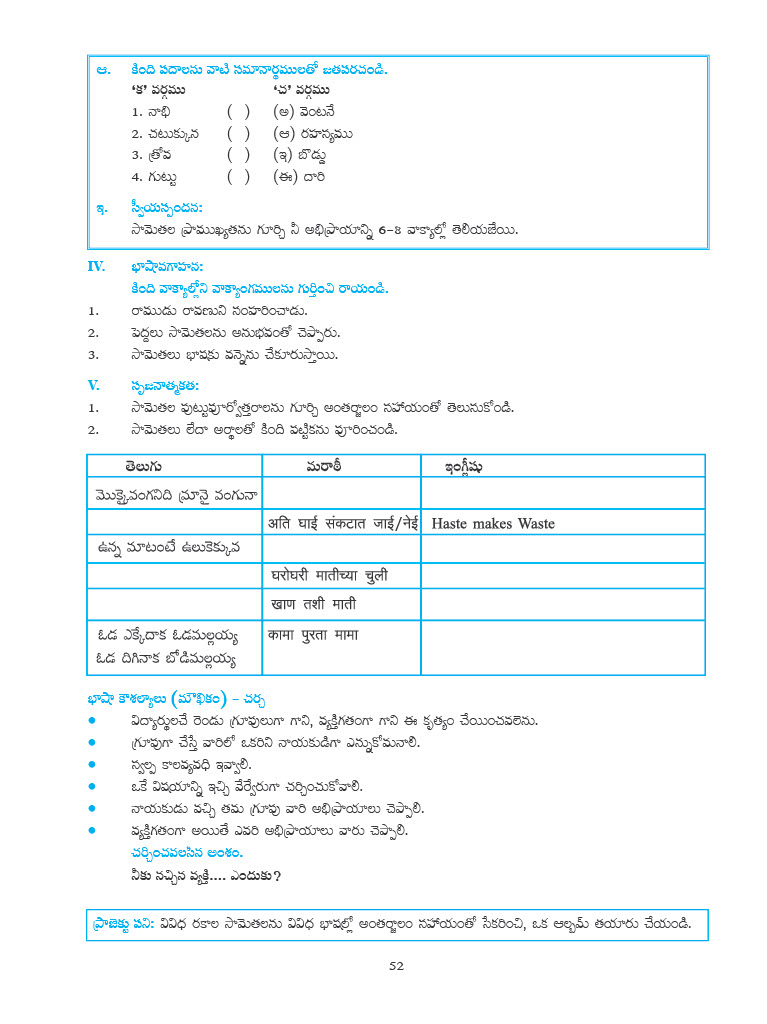 ఆ. కింది పదాలను వాటి సమానార్థములతో జతపరచండి.
‘క’ వర్గము ‘చ’ వర్గము
1. నాభి ( ) (అ) వెంటనే
2. చటుక్కున ( ) (ఆ) రహస్యము
3. త్రోవ ( ) (ఇ) బొడ్డు
4. గుట్టు ( ) (ఈ) దారి
ఇ. స్వీయస్పందన:
సామెతల ప్రాముఖ్యతను గూర్చి నీ అభిప్రాయాన్ని 6–8 వాక్యాల్లో తెలియజేయి.
IV. భాషావగాహన:
కింది వాక్యాల్లోని వాక్యాంగములను గుర్తించి రాయండి.
1. రాముడు రావణుని సంహరించాడు.
2. పెద్దలు సామెతలను అనుభవంతో చెప్పారు.
3. సామెతలు భాషకు వన్నెను చేకూరుస్తాయి.
V. సృజనాత్మకత:
1. సామెతల పుట్టుపూర్వోత్తరాలను గూర్చి అంతర్జాలం సహాయంతో తెలుసుకోండి.
2. సామెతలు లేదా అర్థాలతో కింది పట్టికను పూరించండి.
తెలుగు మరాఠీ ఇంగ్లీషు
మొక్కైవంగనిది మ్రానై వంగునా
अति घाई संकटात जाई/नेई Haste makes Waste
ఉన్న మాటంటే ఉలుకెక్కువ
घरोघरी मातीच्या चुली
खाण तशी माती
ఓడ ఎక్కేదాక ఓడమల్లయ్య कामा पुरता मामा
ఓడ దిగినాక బోడిమల్లయ్య
భాషా కౌశల్యాలు (మౌఖికం) – చర్చ
• విద్యార్థులచే రెండు గ్రూవులుగా గాని, వ్యక్తిగతంగా గాని ఈ కృత్యం చేయించవలెను.
• గ్రూవుగా చేస్తే వారిలో ఒకరిని నాయకుడిగా ఎన్నుకోమనాలి.
• స్వల్ప కాలవ్యవధి ఇవ్వాలి.
• ఒకే విషయాన్ని ఇచ్చి వేర్వేరుగా చర్చించుకోవాలి.
• నాయకుడు వచ్చి తమ గ్రూవు వారి అభిప్రాయాలు చెప్పాలి.
• వ్యక్తిగతంగా అయితే ఎవరి అభిప్రాయాలు వారు చెప్పాలి.
చర్చించవలసిన అంశం.
నీకు నచ్చిన వ్యక్తి.... ఎందుకు?
ప్రాజెక్టు పని: వివిధ రకాల సామెతలను వివిధ భాషల్లో అంతర్జాలం సహాయంతో సేకరించి, ఒక ఆల్బమ్ తయారు చేయండి.
52